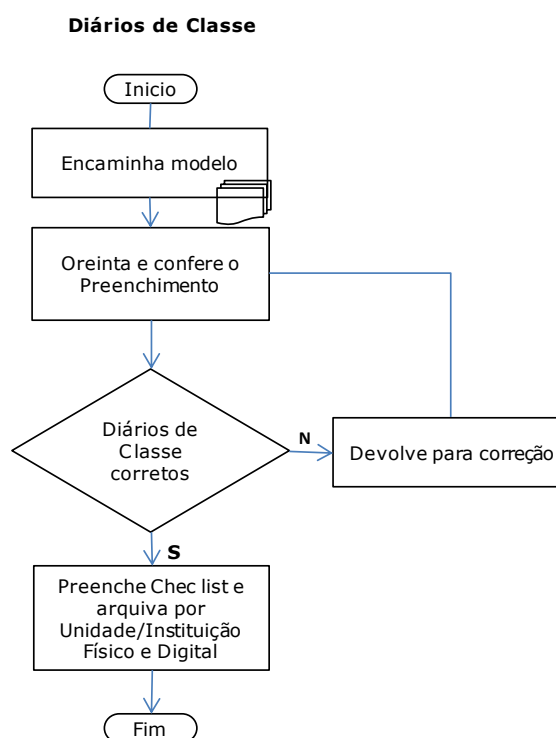 Diários de Classe
Inicio
Encaminha modelo
Oreinta e confere o
Preenchimento
Diários de
Classe
corretos
N
Devolve para correção
S
Preenche Chec list e
arquiva por
Unidade/Instituição
Físico e Digital
Fim